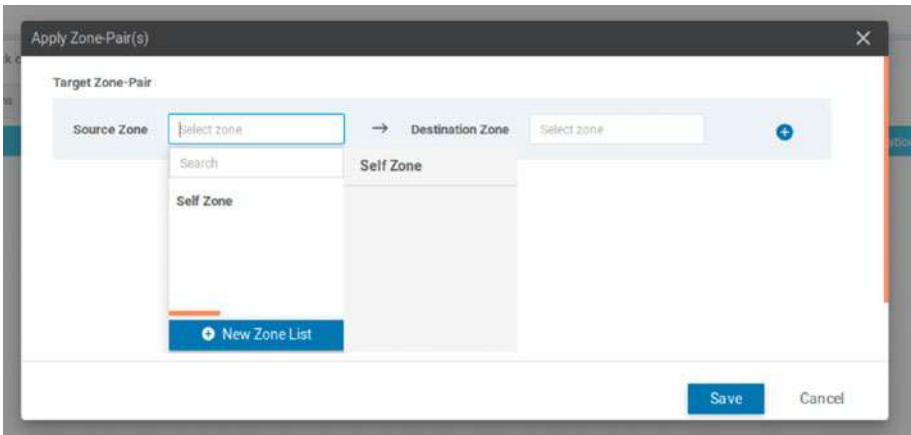 Apply Zone-Pair(s)
Target Zone-Pair
Source Zone Select zone → Destination Zone Select zone
Search
Self Zone
Self Zone
New Zone List
Save Cancel